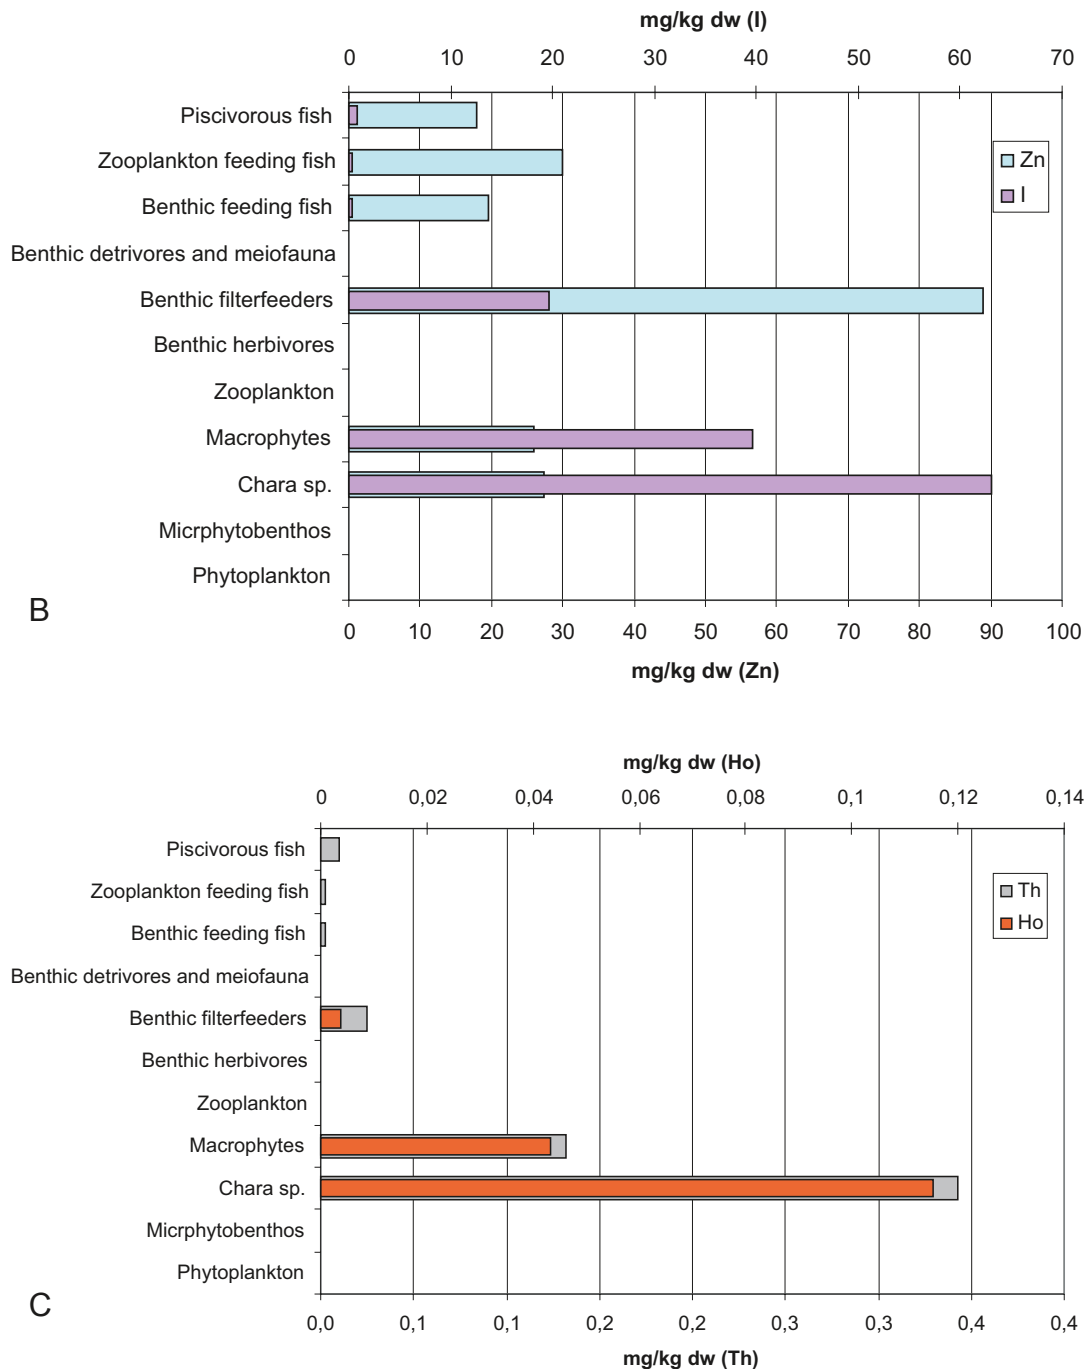 mg/kg dw (I)
0 10 20 30 40 50 60 70
Piscivorous fish
Zooplankton feeding fish
Benthic feeding fish
Benthic detrivores and meiofauna
Benthic filterfeeders
Benthic herbivores
Zooplankton
Macrophytes
Chara sp.
Micrphytobenthos
Phytoplankton
Zn
I
B
0 10 20 30 40 50 60 70 80 90 100
mg/kg dw (Zn)
mg/kg dw (Ho)
0 0,02 0,04 0,06 0,08 0,1 0,12 0,14
Piscivorous fish
Zooplankton feeding fish
Benthic feeding fish
Benthic detrivores and meiofauna
Benthic filterfeeders
Benthic herbivores
Zooplankton
Macrophytes
Chara sp.
Micrphytobenthos
Phytoplankton
Th
Ho
C
0,0 0,1 0,1 0,2 0,2 0,3 0,3 0,4 0,4
mg/kg dw (Th)